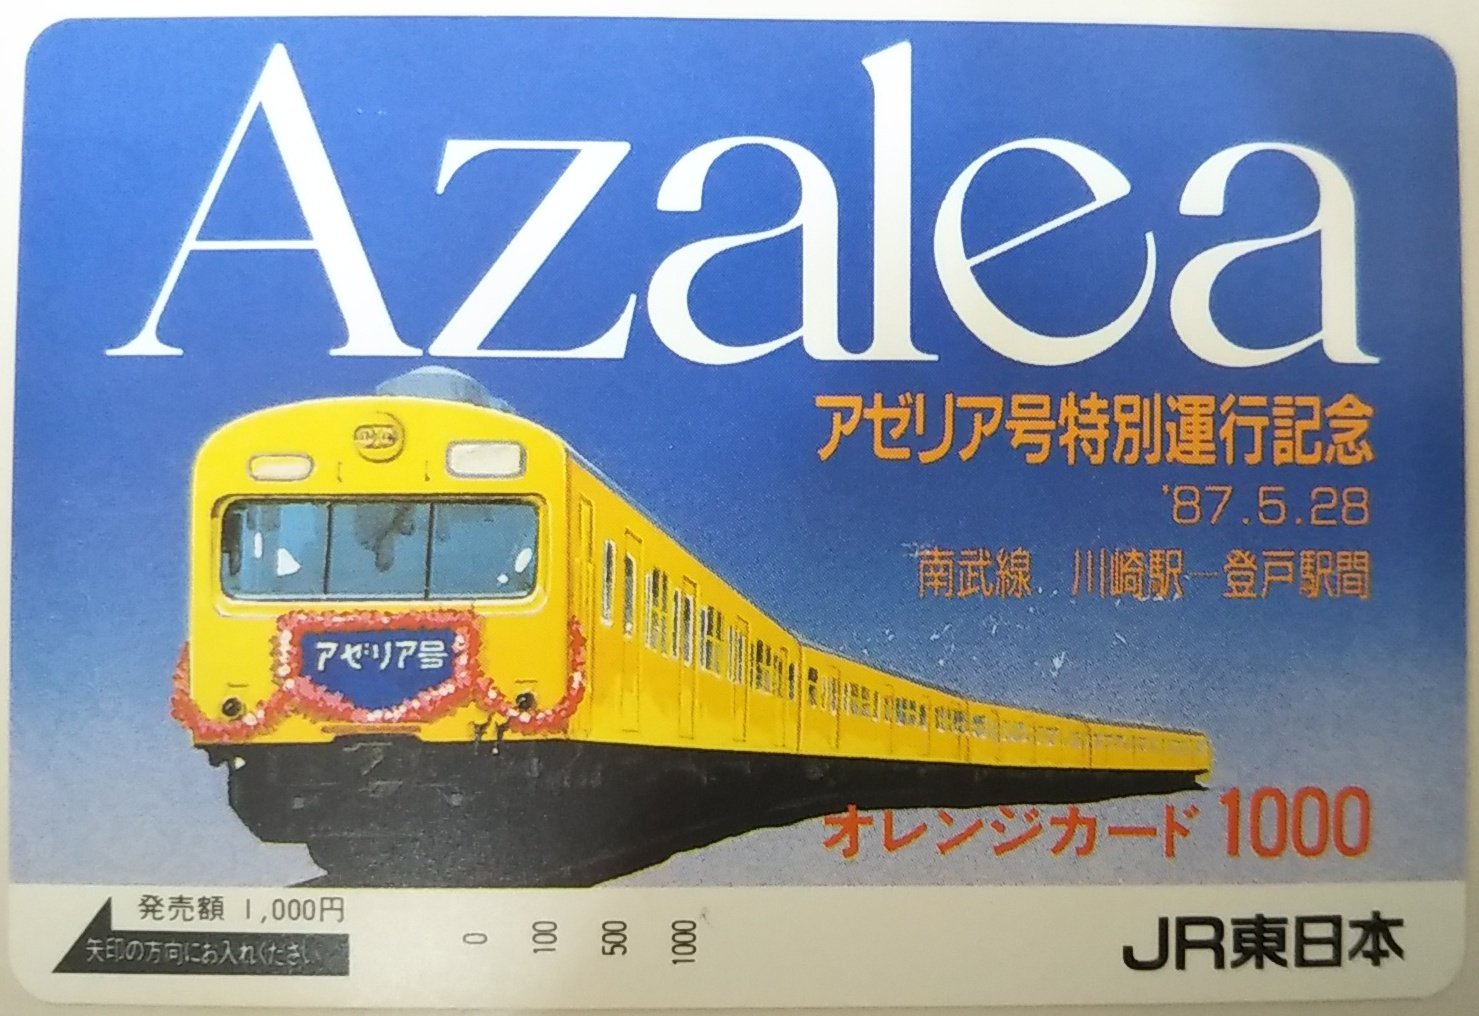 Azalea
アゼリア号特別運行記念
'87.5.28
南武線 川崎駅―登戸駅間
アゼリア号
オレンジカード 1000
発売額 1,000円
矢印の方向にお入れください
0 100 500 1000
JR東日本